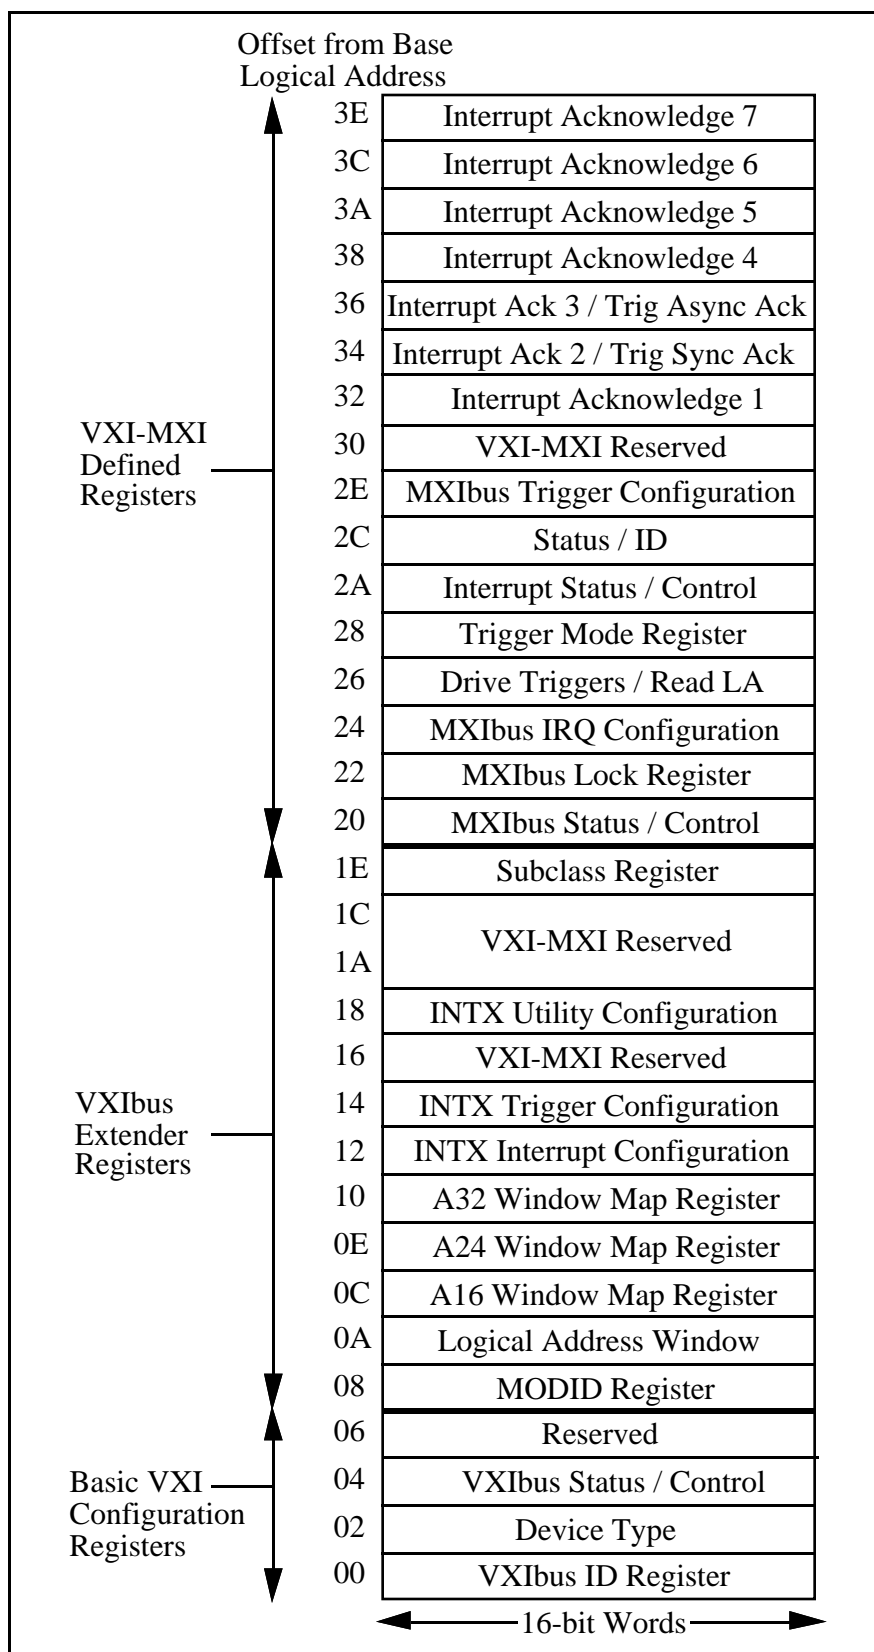 Offset from Base
Logical Address
3E Interrupt Acknowledge 7
3C Interrupt Acknowledge 6
3A Interrupt Acknowledge 5
38 Interrupt Acknowledge 4
36 Interrupt Ack 3 / Trig Async Ack
34 Interrupt Ack 2 / Trig Sync Ack
32 Interrupt Acknowledge 1
30 VXI-MXI Reserved
2E MXIbus Trigger Configuration
2C Status / ID
2A Interrupt Status / Control
28 Trigger Mode Register
26 Drive Triggers / Read LA
24 MXIbus IRQ Configuration
22 MXIbus Lock Register
20 MXIbus Status / Control
VXI-MXI
Defined
Registers
1E Subclass Register
1C
VXI-MXI Reserved
1A
18 INTX Utility Configuration
16 VXI-MXI Reserved
14 INTX Trigger Configuration
12 INTX Interrupt Configuration
10 A32 Window Map Register
0E A24 Window Map Register
0C A16 Window Map Register
0A Logical Address Window
08 MODID Register
VXIbus
Extender
Registers
06 Reserved
04 VXIbus Status / Control
02 Device Type
00 VXIbus ID Register
Basic VXI
Configuration
Registers
16-bit Words